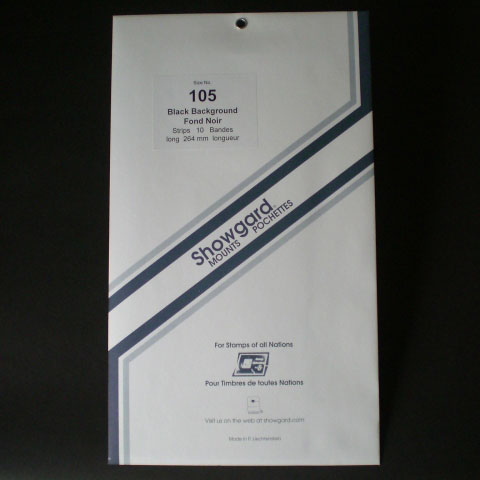 Size No.
105
Black Background
Fond Noir
Strips 10 Bandes
long 264 mm longueur
Showgard®
MOUNTS POCHETTES
For Stamps of all Nations
Pour Timbres de toutes Nations
Visit us on the web at showgard.com
Made in F. Liechtenstein